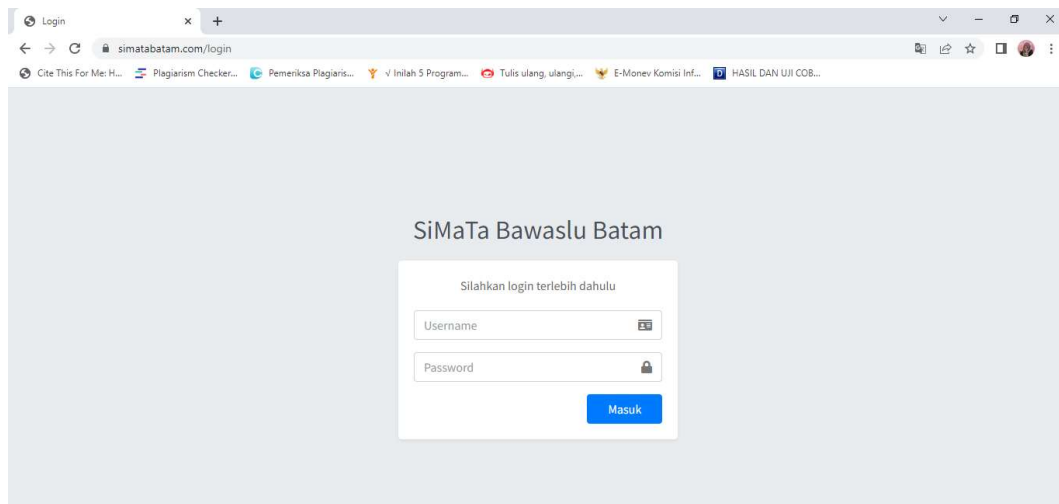 Login
simatabatam.com/login
Cite This For Me: H... Plagiarism Checker... Pemeriksa Plagiaris... √ Inilah 5 Program... Tulis ulang, ulangi,... E-Monev Komisi Inf... HASIL DAN UJI COB...
SiMaTa Bawaslu Batam
Silahkan login terlebih dahulu
Username
Password
Masuk